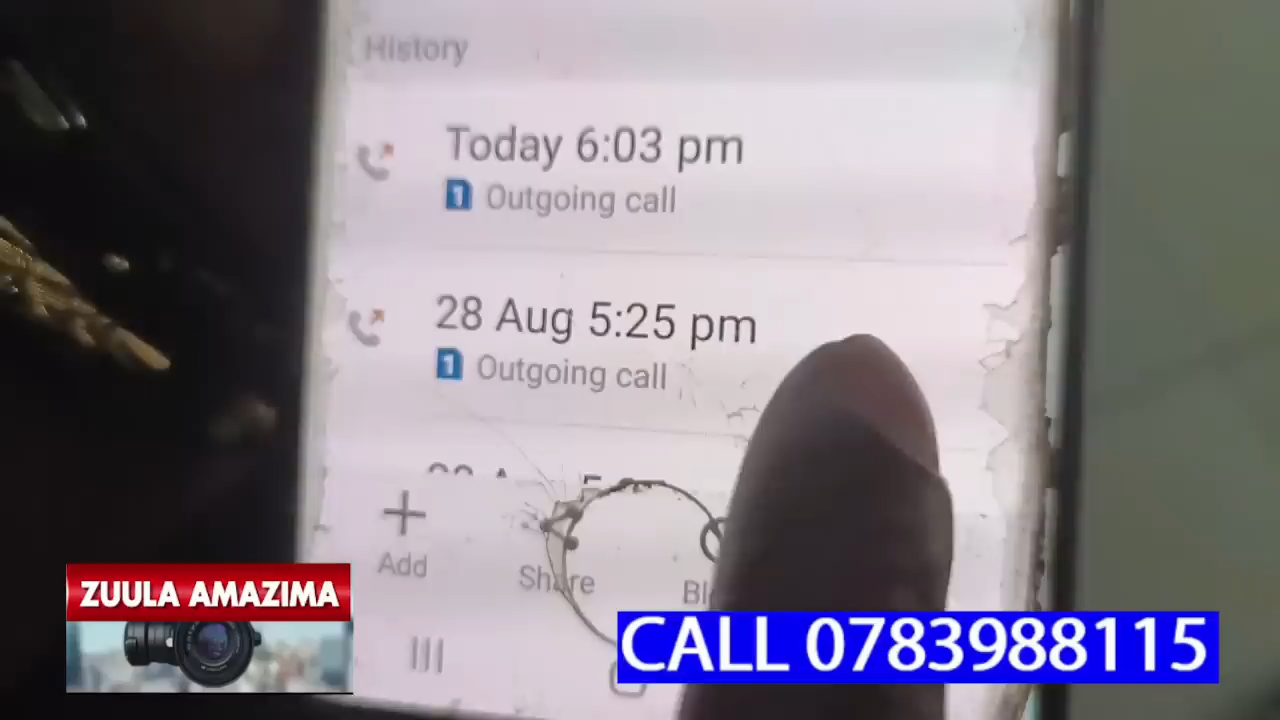 History
Today 6:03 pm
1 Outgoing call
28 Aug 5:25 pm
1 Outgoing call
Add
Share
ZUULA AMAZIMA
CALL 0783988115